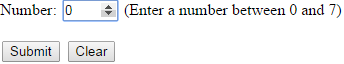 Number: 0 (Enter a number between 0 and 7)
Submit Clear